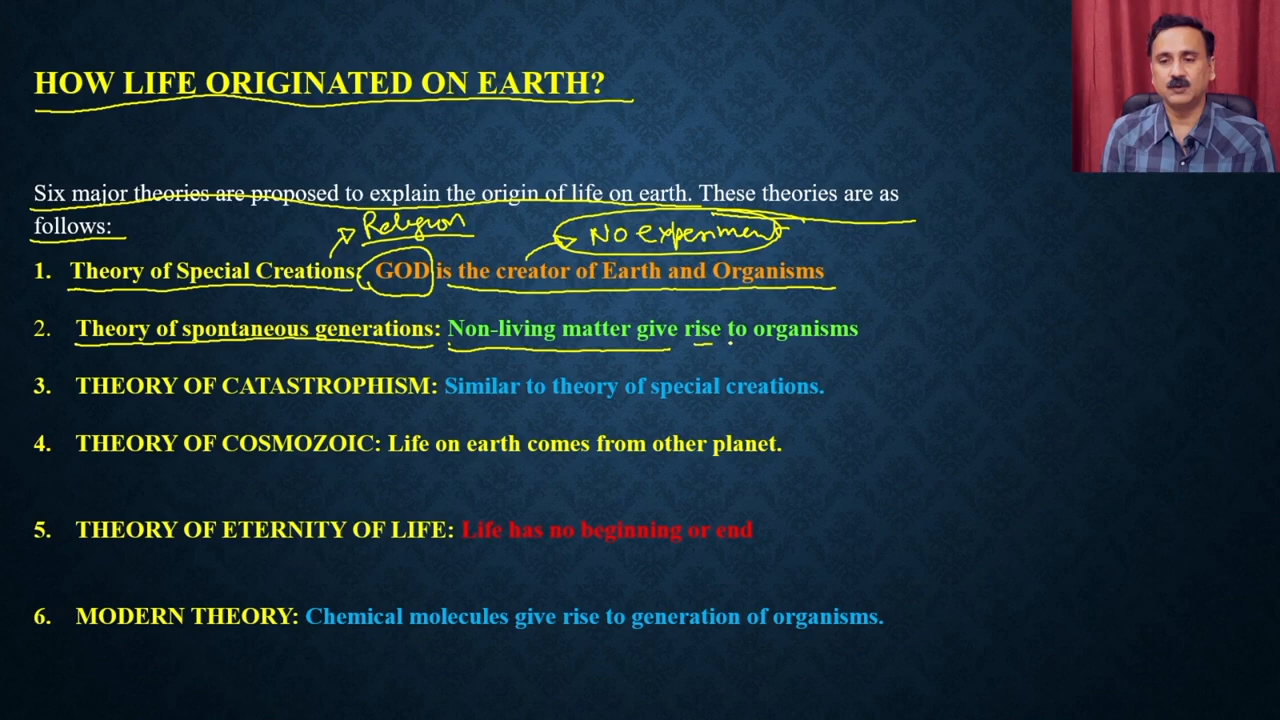 HOW LIFE ORIGINATED ON EARTH?
Six major theories are proposed to explain the origin of life on earth. These theories are as
follows:
Religion
No experiment
1. Theory of Special Creations: GOD is the creator of Earth and Organisms
2. Theory of spontaneous generations: Non-living matter give rise to organisms
3. THEORY OF CATASTROPHISM: Similar to theory of special creations.
4. THEORY OF COSMOZOIC: Life on earth comes from other planet.
5. THEORY OF ETERNITY OF LIFE: Life has no beginning or end
6. MODERN THEORY: Chemical molecules give rise to generation of organisms.